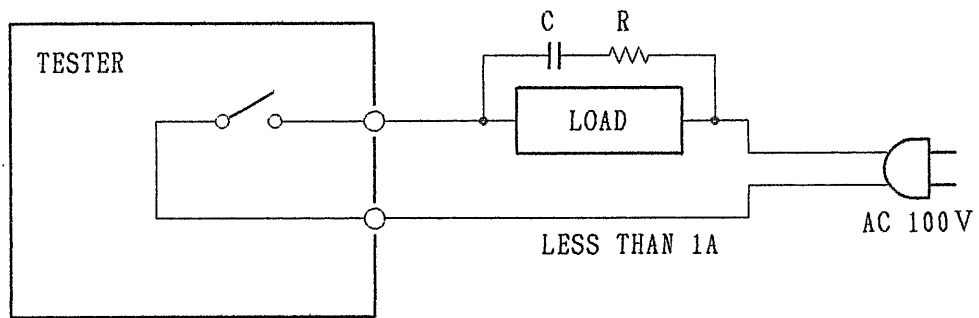 C R
TESTER
LOAD
AC 100V
LESS THAN 1A